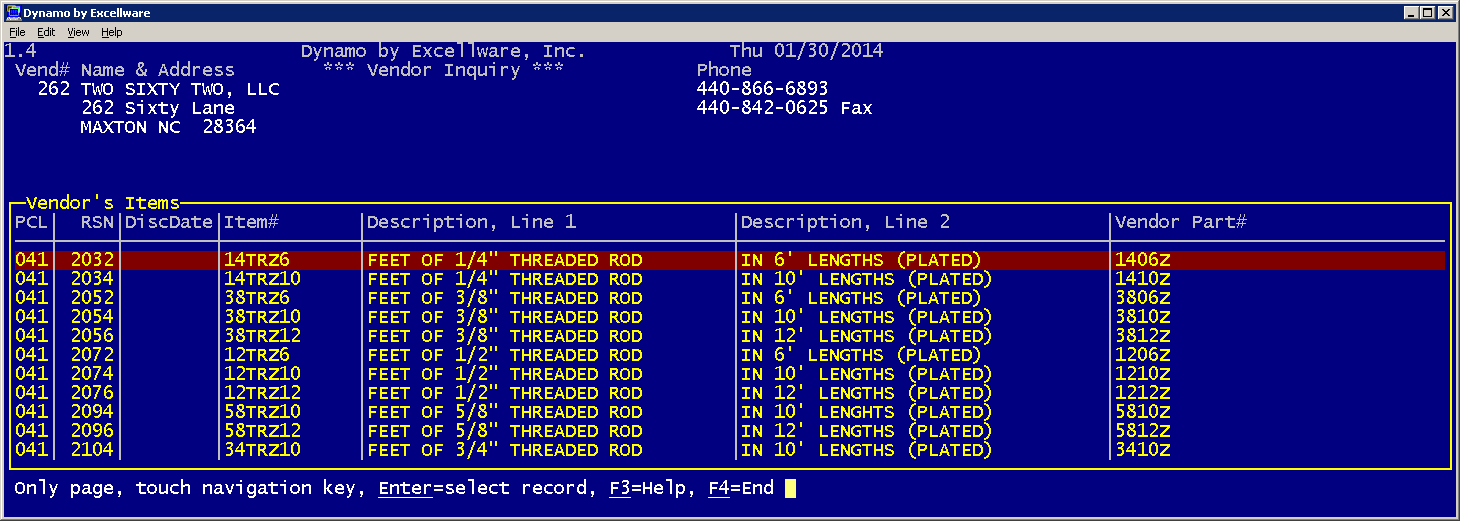 Dynamo by Excellware
File Edit View Help
1.4 Dynamo by Excellware, Inc. Thu 01/30/2014
Vend# Name & Address *** Vendor Inquiry *** Phone
262 TWO SIXTY TWO, LLC 440-866-6893
262 Sixty Lane 440-842-0625 Fax
MAXTON NC 28364
Vendor's Items
PCL RSN DiscDate Item# Description, Line 1 Description, Line 2 Vendor Part#
041 2032 14TRZ6 FEET OF 1/4" THREADED ROD IN 6' LENGTHS (PLATED) 1406Z
041 2034 14TRZ10 FEET OF 1/4" THREADED ROD IN 10' LENGTHS (PLATED) 1410Z
041 2052 38TRZ6 FEET OF 3/8" THREADED ROD IN 6' LENGTHS (PLATED) 3806Z
041 2054 38TRZ10 FEET OF 3/8" THREADED ROD IN 10' LENGTHS (PLATED) 3810Z
041 2056 38TRZ12 FEET OF 3/8" THREADED ROD IN 12' LENGTHS (PLATED) 3812Z
041 2072 12TRZ6 FEET OF 1/2" THREADED ROD IN 6' LENGTHS (PLATED) 1206Z
041 2074 12TRZ10 FEET OF 1/2" THREADED ROD IN 10' LENGTHS (PLATED) 1210Z
041 2076 12TRZ12 FEET OF 1/2" THREADED ROD IN 12' LENGTHS (PLATED) 1212Z
041 2094 58TRZ10 FEET OF 5/8" THREADED ROD IN 10' LENGHTS (PLATED) 5810Z
041 2096 58TRZ12 FEET OF 5/8" THREADED ROD IN 12' LENGTHS (PLATED) 5812Z
041 2104 34TRZ10 FEET OF 3/4" THREADED ROD IN 10' LENGTHS (PLATED) 3410Z
Only page, touch navigation key, Enter=select record, F3=Help, F4=End